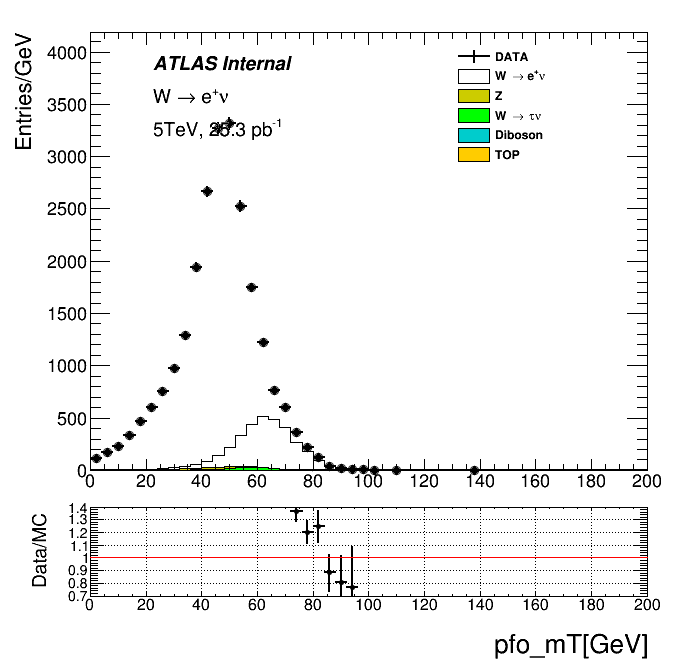 Entries/GeV
4000
3500
3000
2500
2000
1500
1000
500
0
ATLAS Internal
W → e⁺ν
5TeV, 25.3 pb⁻¹
DATA
W → e⁺ν
Z
W → τν
Diboson
TOP
0 20 40 60 80 100 120 140 160 180 200
Data/MC
1.4
1.3
1.2
1.1
1
0.9
0.8
0.7
0 20 40 60 80 100 120 140 160 180 200
pfo_mT[GeV]